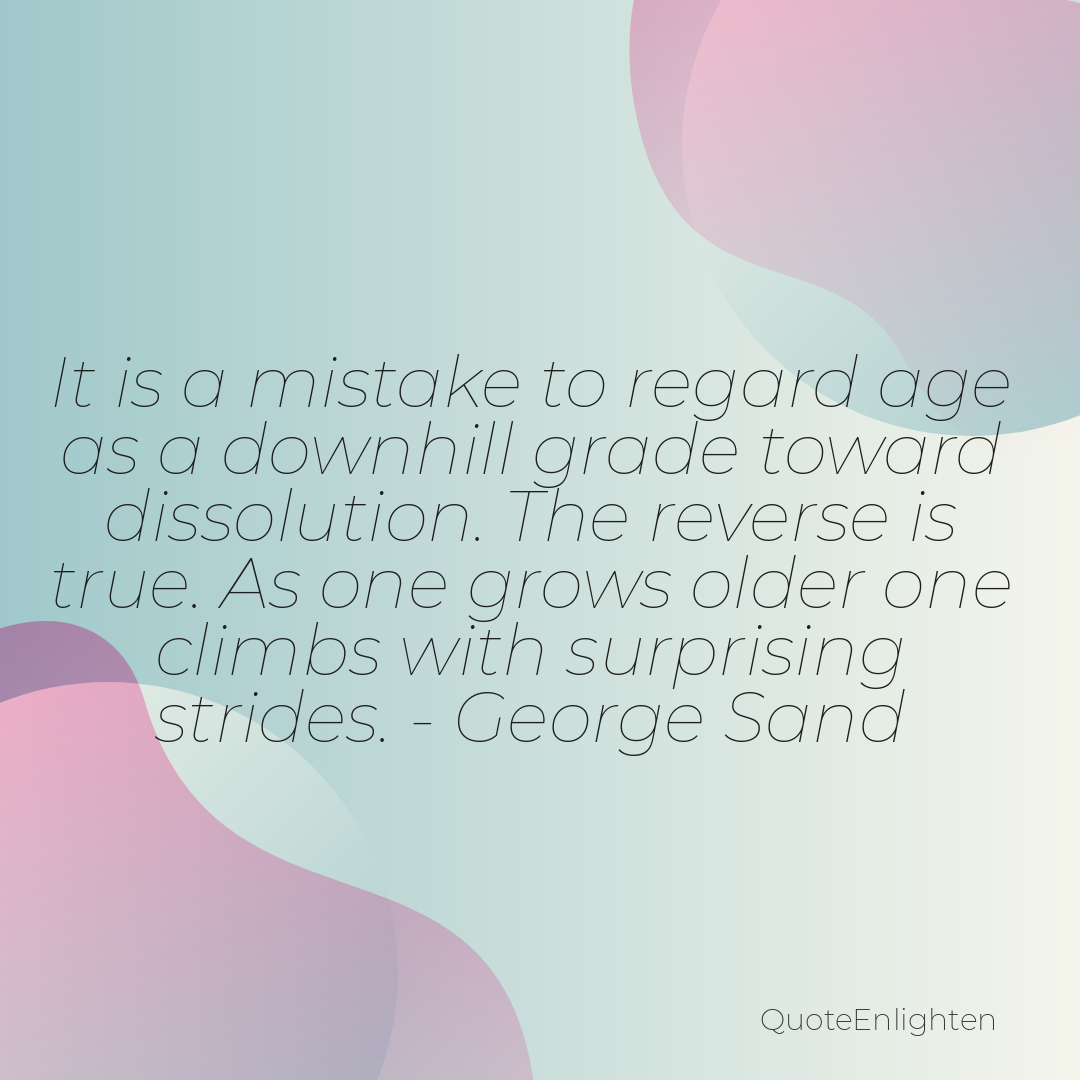 It is a mistake to regard age
as a downhill grade toward
dissolution. The reverse is
true. As one grows older one
climbs with surprising
strides. - George Sand
QuoteEnlighten